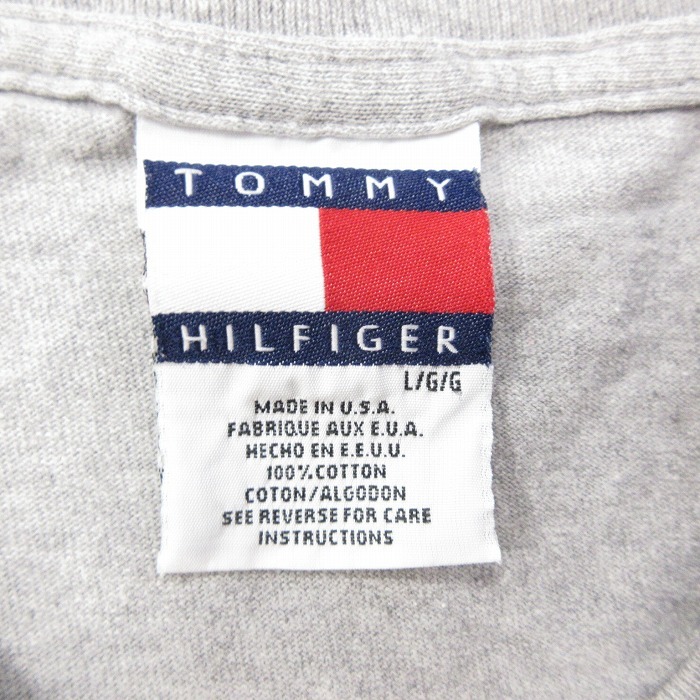 TOMMY
HILFIGER
L/G/G
MADE IN U.S.A.
FABRIQUE AUX E.U.A.
HECHO EN E.E.U.U.
100% COTTON
COTON/ALGODON
SEE REVERSE FOR CARE
INSTRUCTIONS